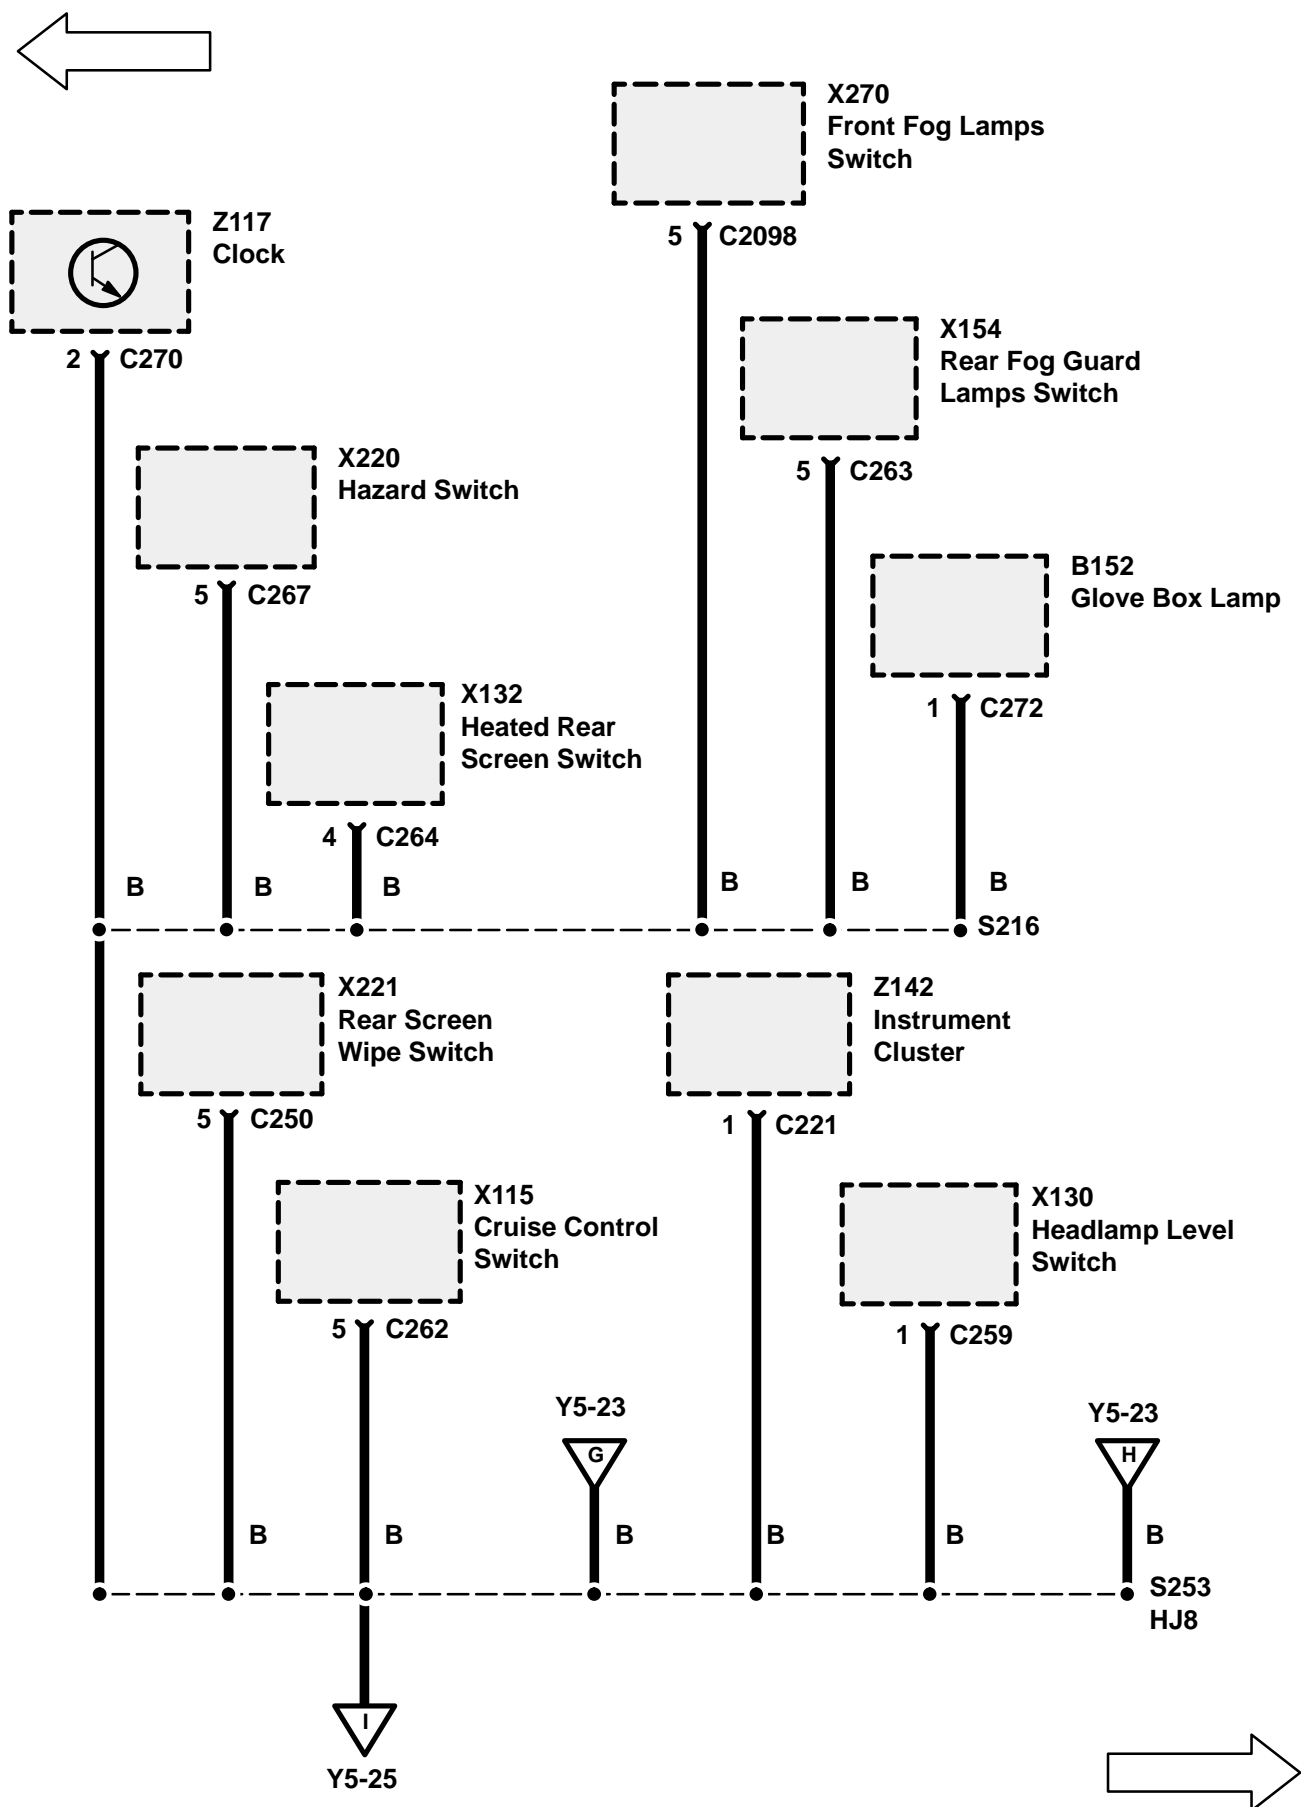 X270
Front Fog Lamps
Switch
5 C2098
Z117
Clock
2 C270
X154
Rear Fog Guard
Lamps Switch
5 C263
X220
Hazard Switch
5 C267
B152
Glove Box Lamp
1 C272
X132
Heated Rear
Screen Switch
4 C264
B B B B B B
S216
X221
Rear Screen
Wipe Switch
5 C250
Z142
Instrument
Cluster
1 C221
X115
Cruise Control
Switch
5 C262
X130
Headlamp Level
Switch
1 C259
Y5-23
G
Y5-23
H
B B B B B B
S253
HJ8
I
Y5-25